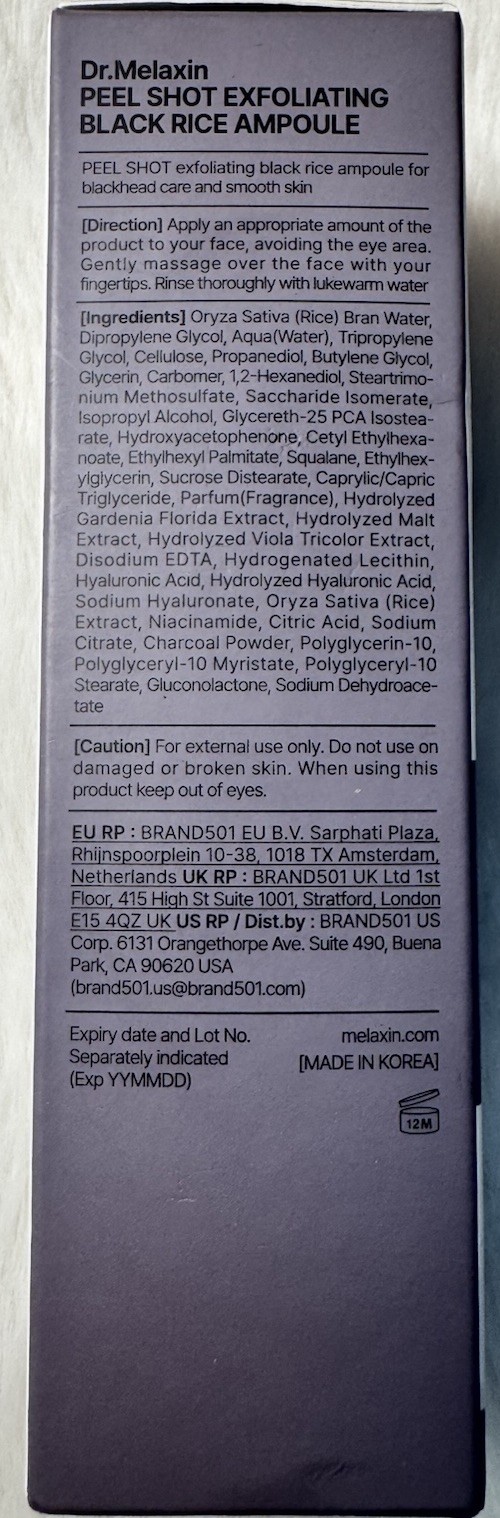 Dr.Melaxin
PEEL SHOT EXFOLIATING
BLACK RICE AMPOULE
PEEL SHOT exfoliating black rice ampoule for
blackhead care and smooth skin
[Direction] Apply an appropriate amount of the
product to your face, avoiding the eye area.
Gently massage over the face with your
fingertips. Rinse thoroughly with lukewarm water
[Ingredients] Oryza Sativa (Rice) Bran Water,
Dipropylene Glycol, Aqua(Water), Tripropylene
Glycol, Cellulose, Propanediol, Butylene Glycol,
Glycerin, Carbomer, 1,2-Hexanediol, Steartrimo-
nium Methosulfate, Saccharide Isomerate,
Isopropyl Alcohol, Glycereth-25 PCA Isostea-
rate, Hydroxyacetophenone, Cetyl Ethylhexa-
noate, Ethylhexyl Palmitate, Squalane, Ethylhex-
ylglycerin, Sucrose Distearate, Caprylic/Capric
Triglyceride, Parfum(Fragrance), Hydrolyzed
Gardenia Florida Extract, Hydrolyzed Malt
Extract, Hydrolyzed Viola Tricolor Extract,
Disodium EDTA, Hydrogenated Lecithin,
Hyaluronic Acid, Hydrolyzed Hyaluronic Acid,
Sodium Hyaluronate, Oryza Sativa (Rice)
Extract, Niacinamide, Citric Acid, Sodium
Citrate, Charcoal Powder, Polyglycerin-10,
Polyglyceryl-10 Myristate, Polyglyceryl-10
Stearate, Gluconolactone, Sodium Dehydroace-
tate
[Caution] For external use only. Do not use on
damaged or broken skin. When using this
product keep out of eyes.
EU RP : BRAND501 EU B.V. Sarphati Plaza,
Rhijnspoorplein 10-38, 1018 TX Amsterdam,
Netherlands UK RP : BRAND501 UK Ltd 1st
Floor, 415 High St Suite 1001, Stratford, London
E15 4QZ UK US RP / Dist.by : BRAND501 US
Corp. 6131 Orangethorpe Ave. Suite 490, Buena
Park, CA 90620 USA
(brand501.us@brand501.com)
Expiry date and Lot No.
Separately indicated
(Exp YYMMDD)
melaxin.com
[MADE IN KOREA]
12M